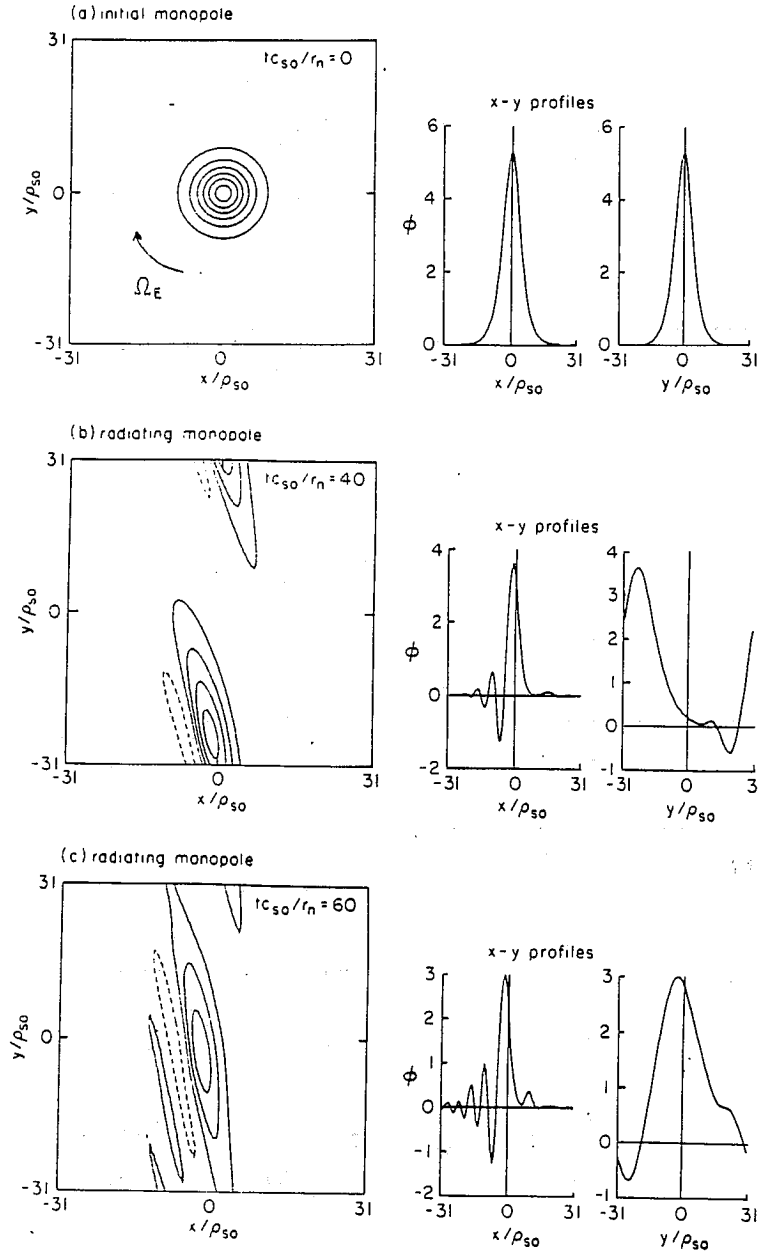 (a) initial monopole
31
tc_so/r_n = 0
y/ρ_so
0
Ω_E
-31
-31 0 31
x/ρ_so
x-y profiles
6 6
4 4
φ
2 2
0 0
-31 0 31 -31 0 31
x/ρ_so y/ρ_so
(b) radiating monopole
31
tc_so/r_n = 40
y/ρ_so
0
-31
-31 0 31
x/ρ_so
x-y profiles
4 4
3
2 2
φ
1
0 0
-2 -1
-31 0 31 -31 0 3
x/ρ_so y/ρ_so
(c) radiating monopole
31
tc_so/r_n = 60
y/ρ_so
0
-31
-31 0 31
x/ρ_so
x-y profiles
3 3
2 2
1 1
φ
0 0
-1
-2 -1
-31 0 31 -31 0 31
x/ρ_so y/ρ_so